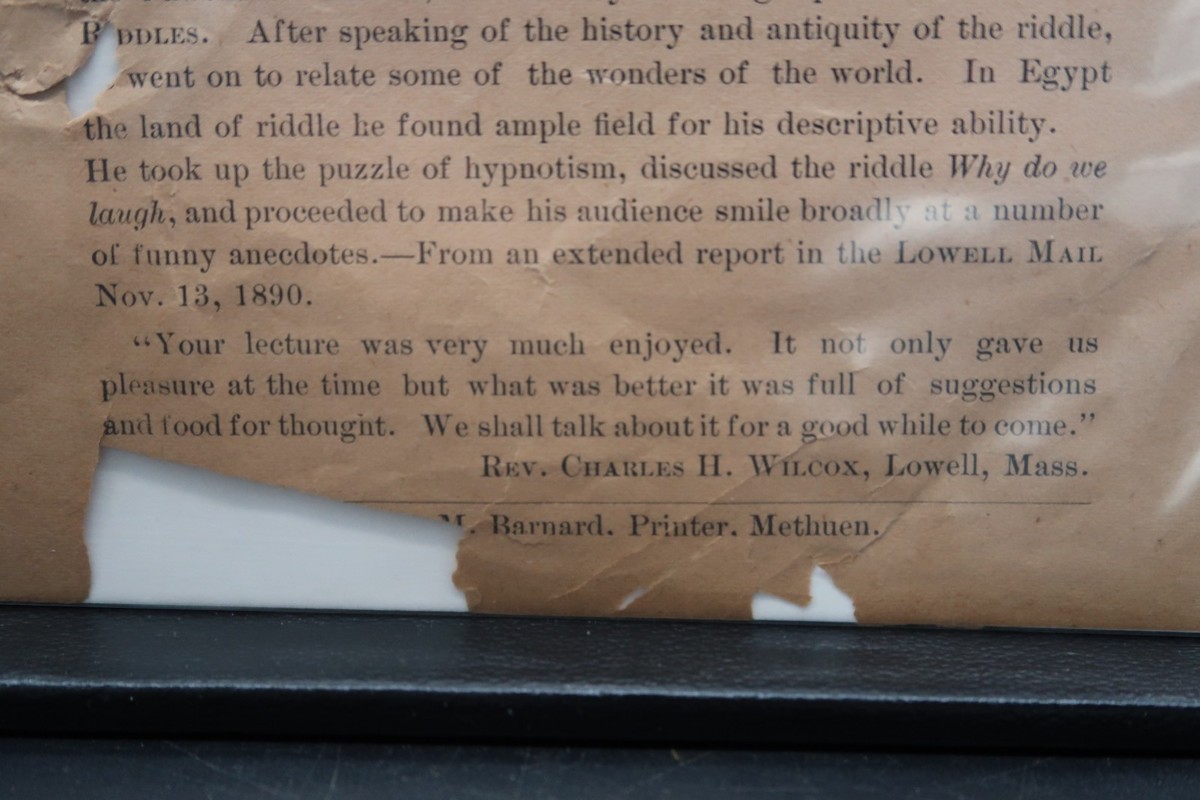 RIDDLES. After speaking of the history and antiquity of the riddle,
went on to relate some of the wonders of the world. In Egypt
the land of riddle he found ample field for his descriptive ability.
He took up the puzzle of hypnotism, discussed the riddle Why do we
laugh, and proceeded to make his audience smile broadly at a number
of funny anecdotes.—From an extended report in the LOWELL MAIL
Nov. 13, 1890.
"Your lecture was very much enjoyed. It not only gave us
pleasure at the time but what was better it was full of suggestions
and food for thought. We shall talk about it for a good while to come."
REV. CHARLES H. WILCOX, Lowell, Mass.
M. Barnard. Printer. Methuen.